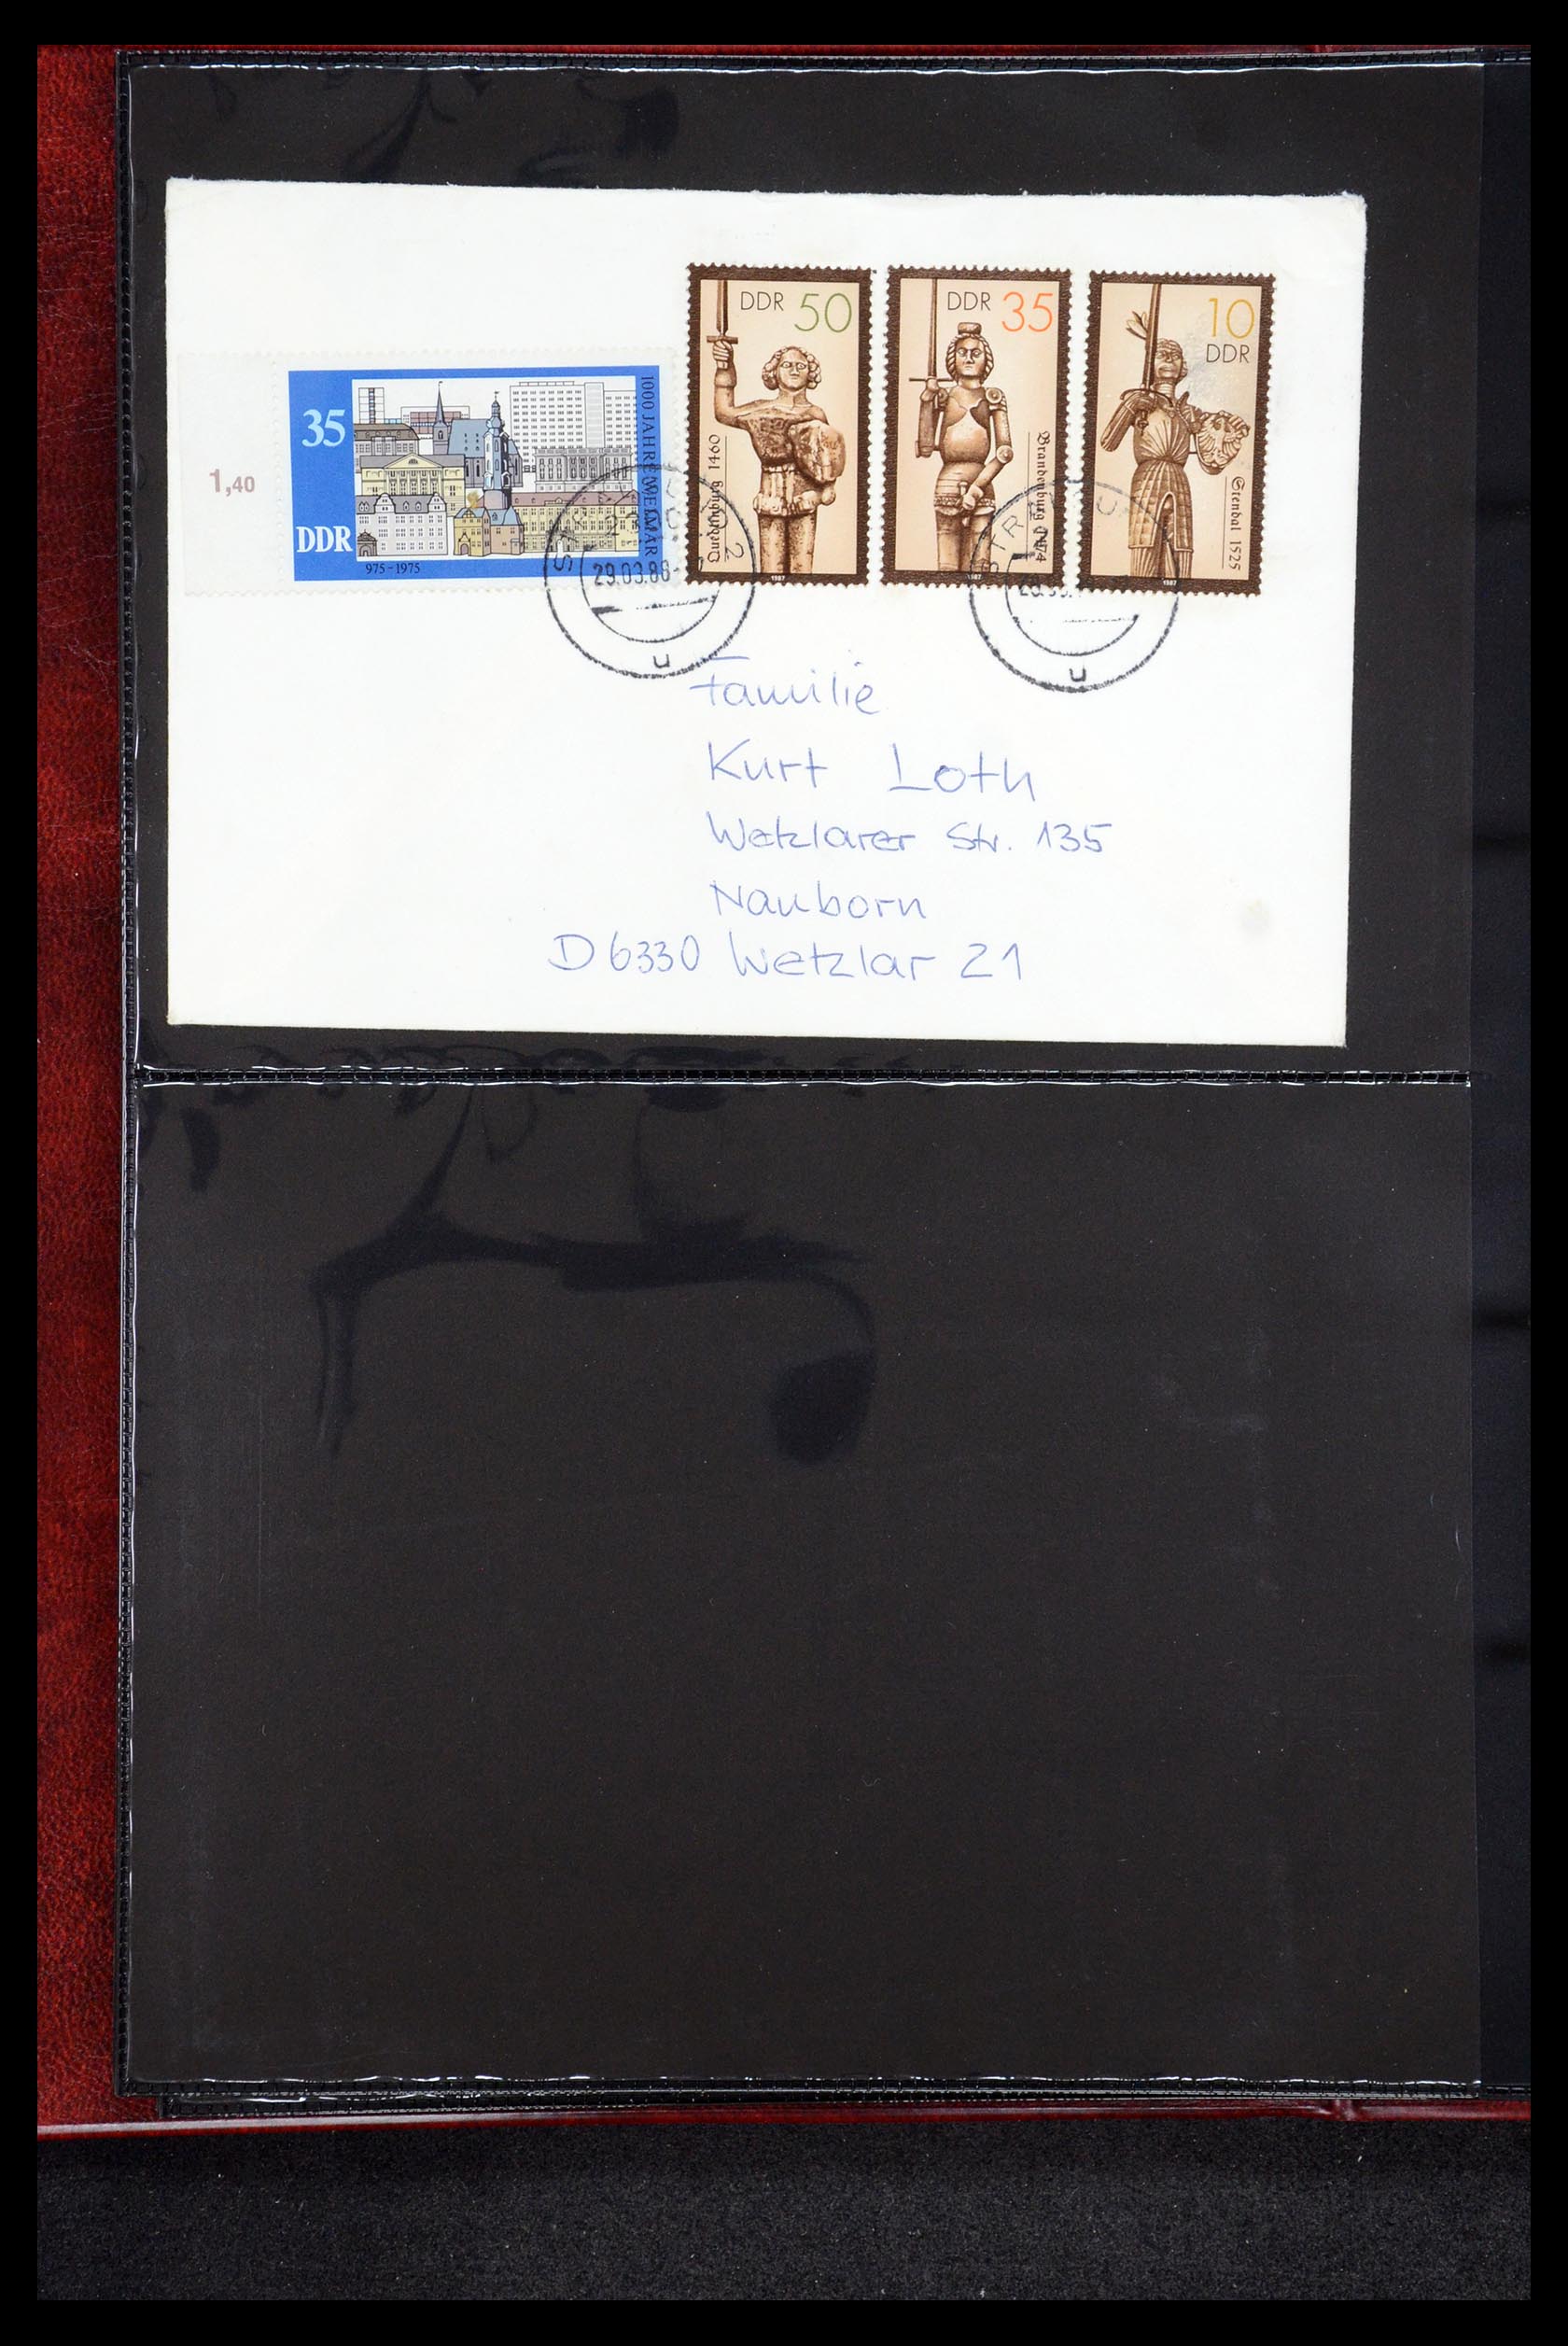 1,40
35
DDR
975-1975
1000 JAHRE WEIMAR
DDR 50
Quedlinburg 1460
1987
DDR 35
Brandenburg 1474
1987
10
DDR
Stendal 1525
1987
29.03.88-
u
u
Familie
Kurt Loth
Wetzlarer Str. 135
Nauborn
D 6330 Wetzlar 21